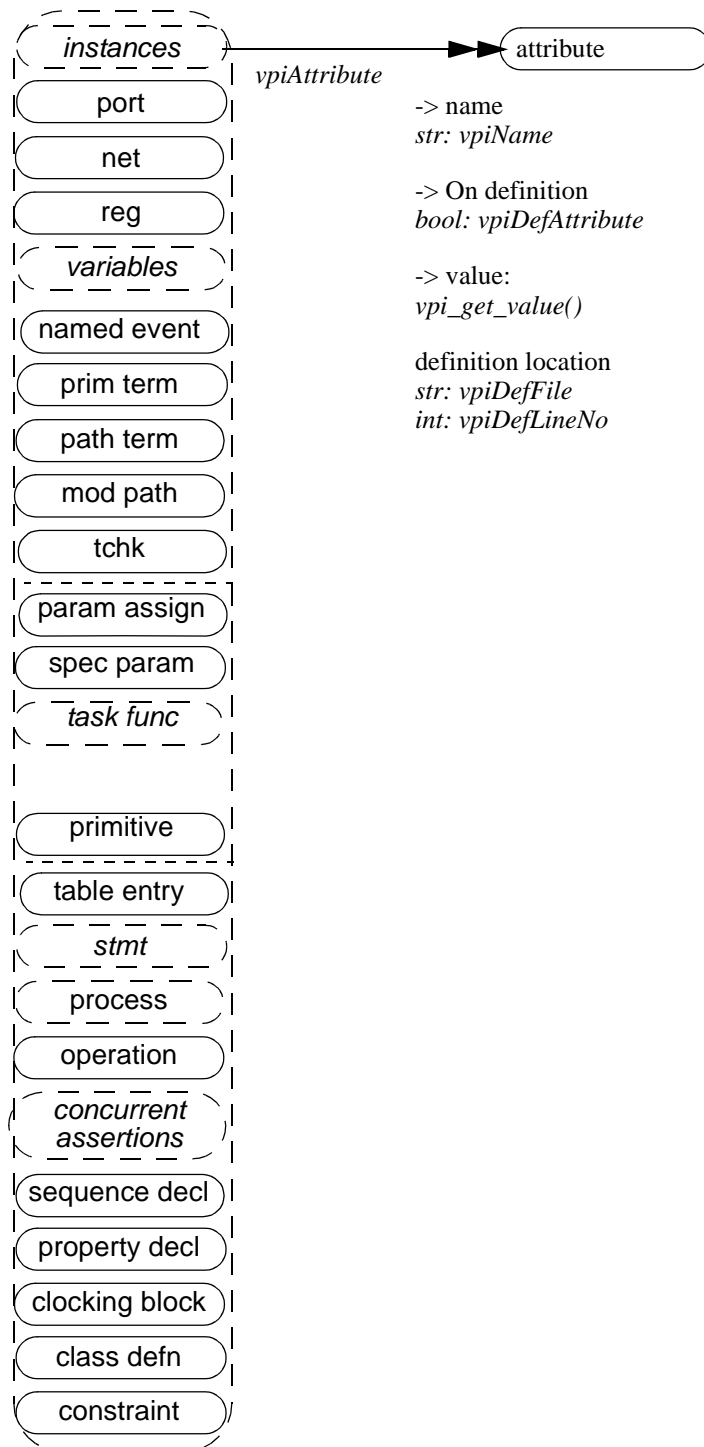 instances
attribute
vpiAttribute
port
net
reg
variables
named event
prim term
path term
mod path
tchk
param assign
spec param
task func
primitive
table entry
stmt
process
operation
concurrent
assertions
sequence decl
property decl
clocking block
class defn
constraint
-> name
str: vpiName
-> On definition
bool: vpiDefAttribute
-> value:
vpi_get_value()
definition location
str: vpiDefFile
int: vpiDefLineNo